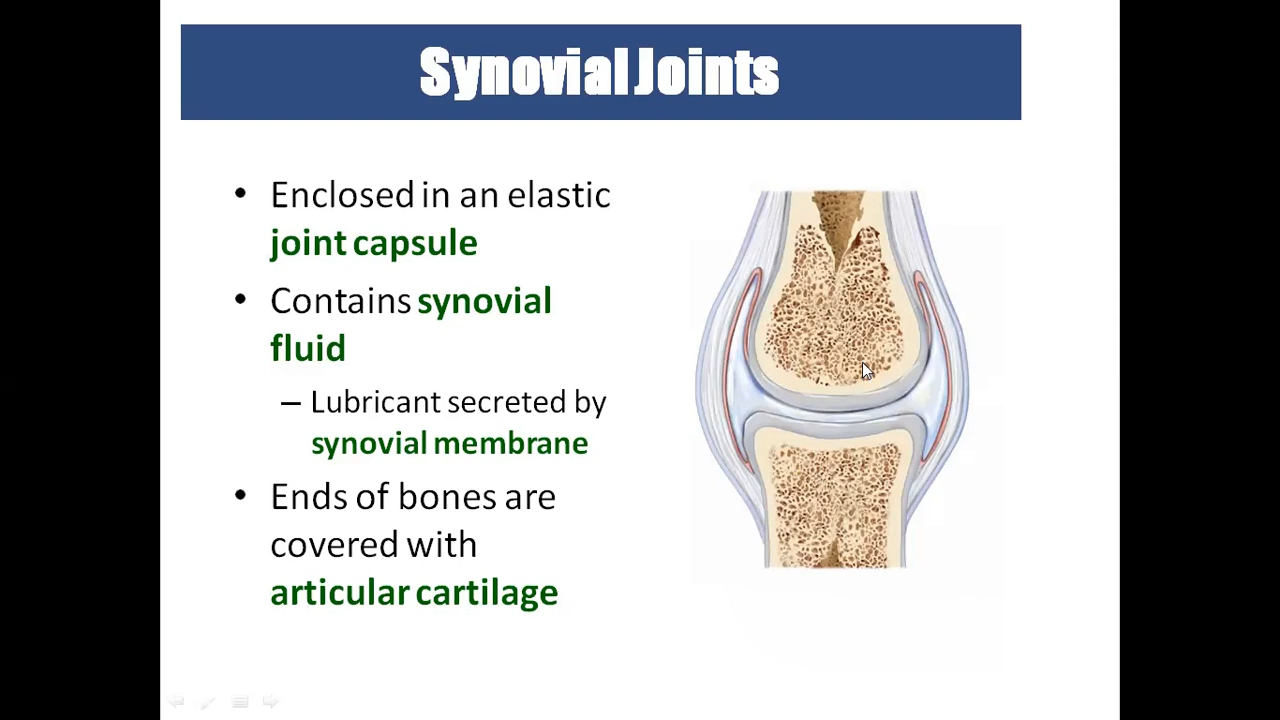 Synovial Joints
• Enclosed in an elastic
joint capsule
• Contains synovial
fluid
– Lubricant secreted by
synovial membrane
• Ends of bones are
covered with
articular cartilage